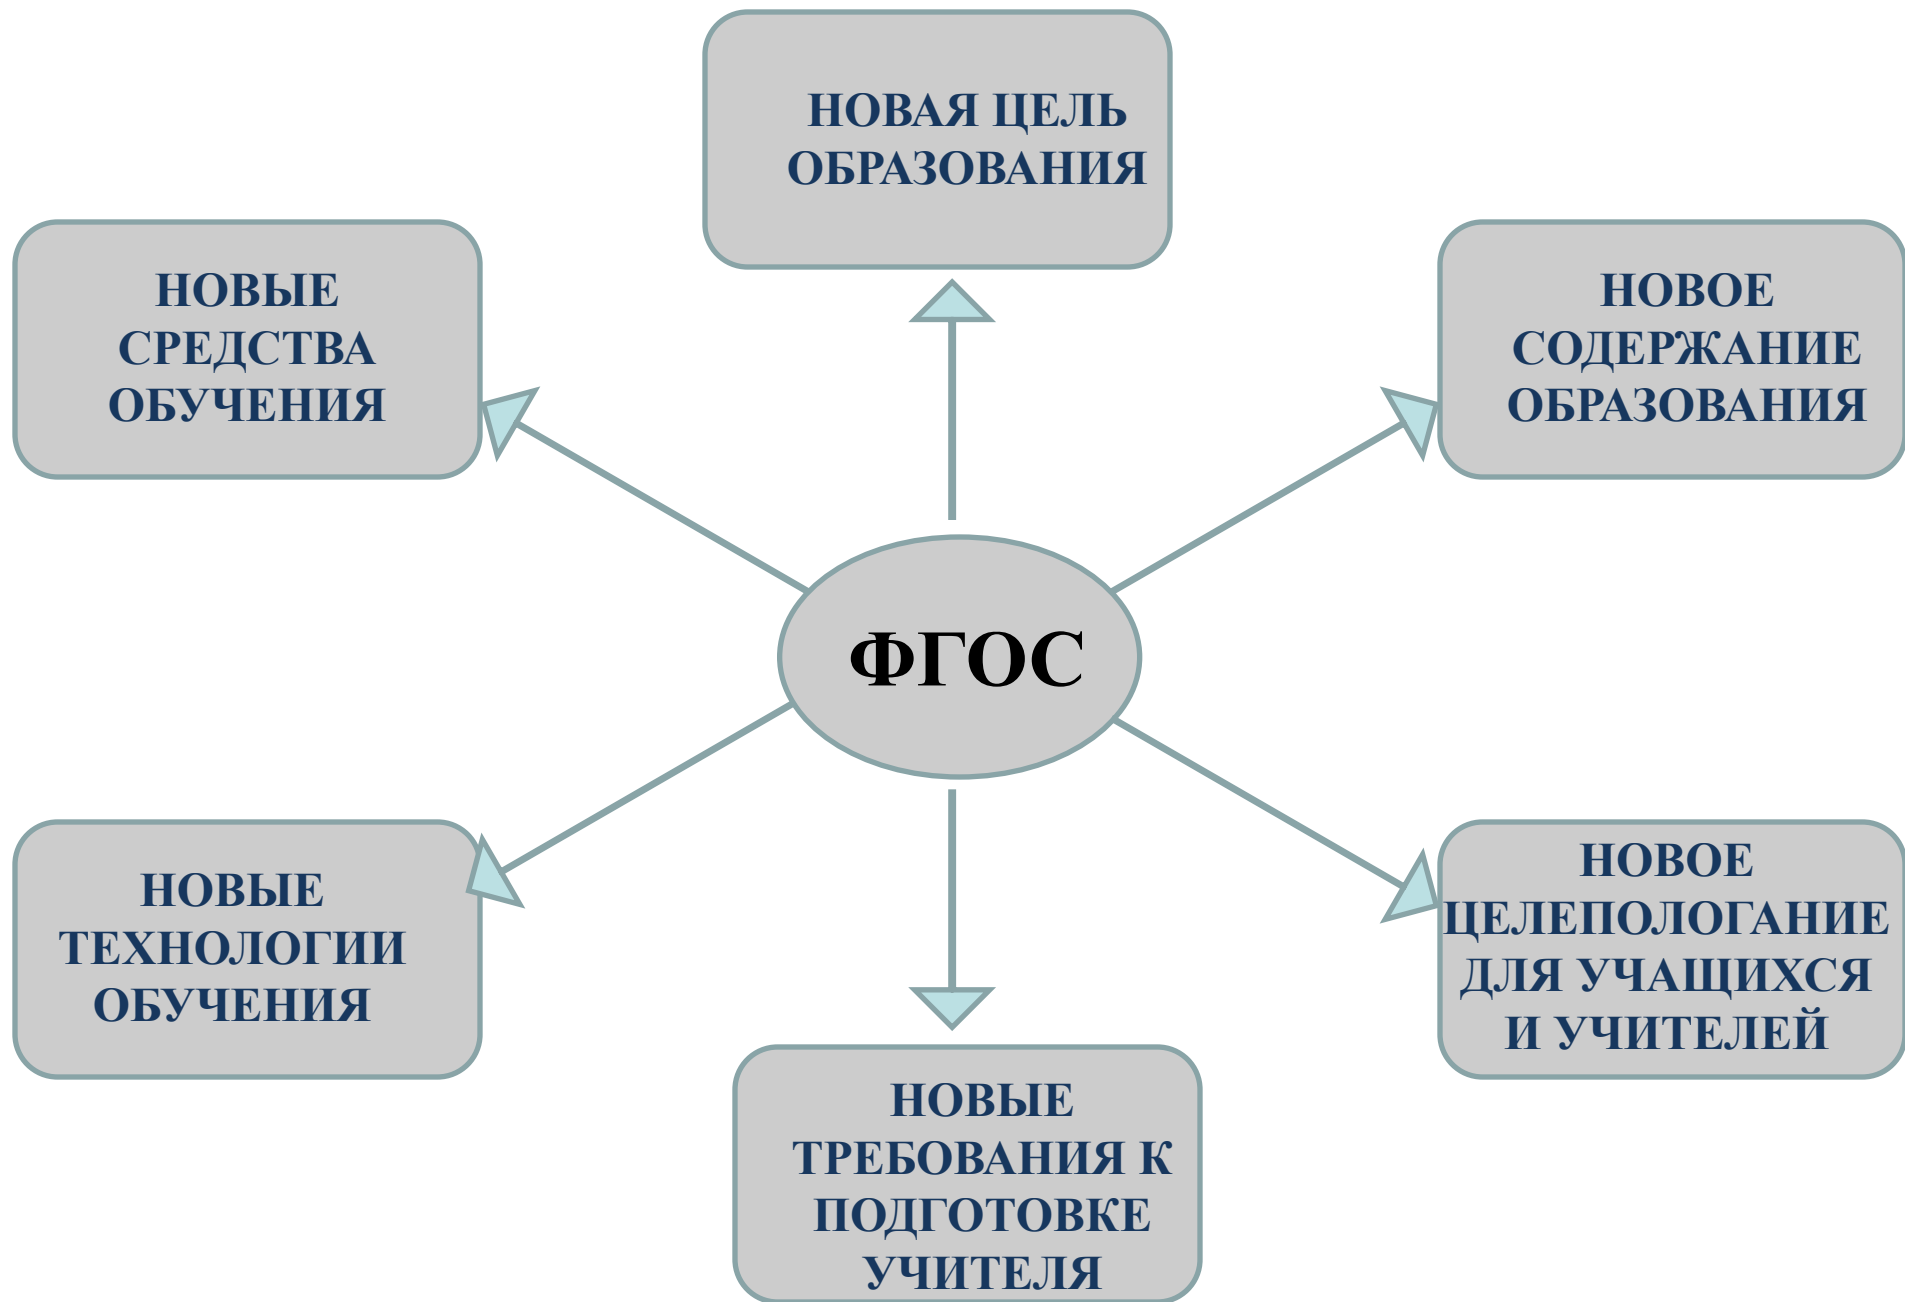 НОВАЯ ЦЕЛЬ
ОБРАЗОВАНИЯ
НОВЫЕ
СРЕДСТВА
ОБУЧЕНИЯ
НОВОЕ
СОДЕРЖАНИЕ
ОБРАЗОВАНИЯ
ФГОС
НОВЫЕ
ТЕХНОЛОГИИ
ОБУЧЕНИЯ
НОВОЕ
ЦЕЛЕПОЛОГАНИЕ
ДЛЯ УЧАЩИХСЯ
И УЧИТЕЛЕЙ
НОВЫЕ
ТРЕБОВАНИЯ К
ПОДГОТОВКЕ
УЧИТЕЛЯ